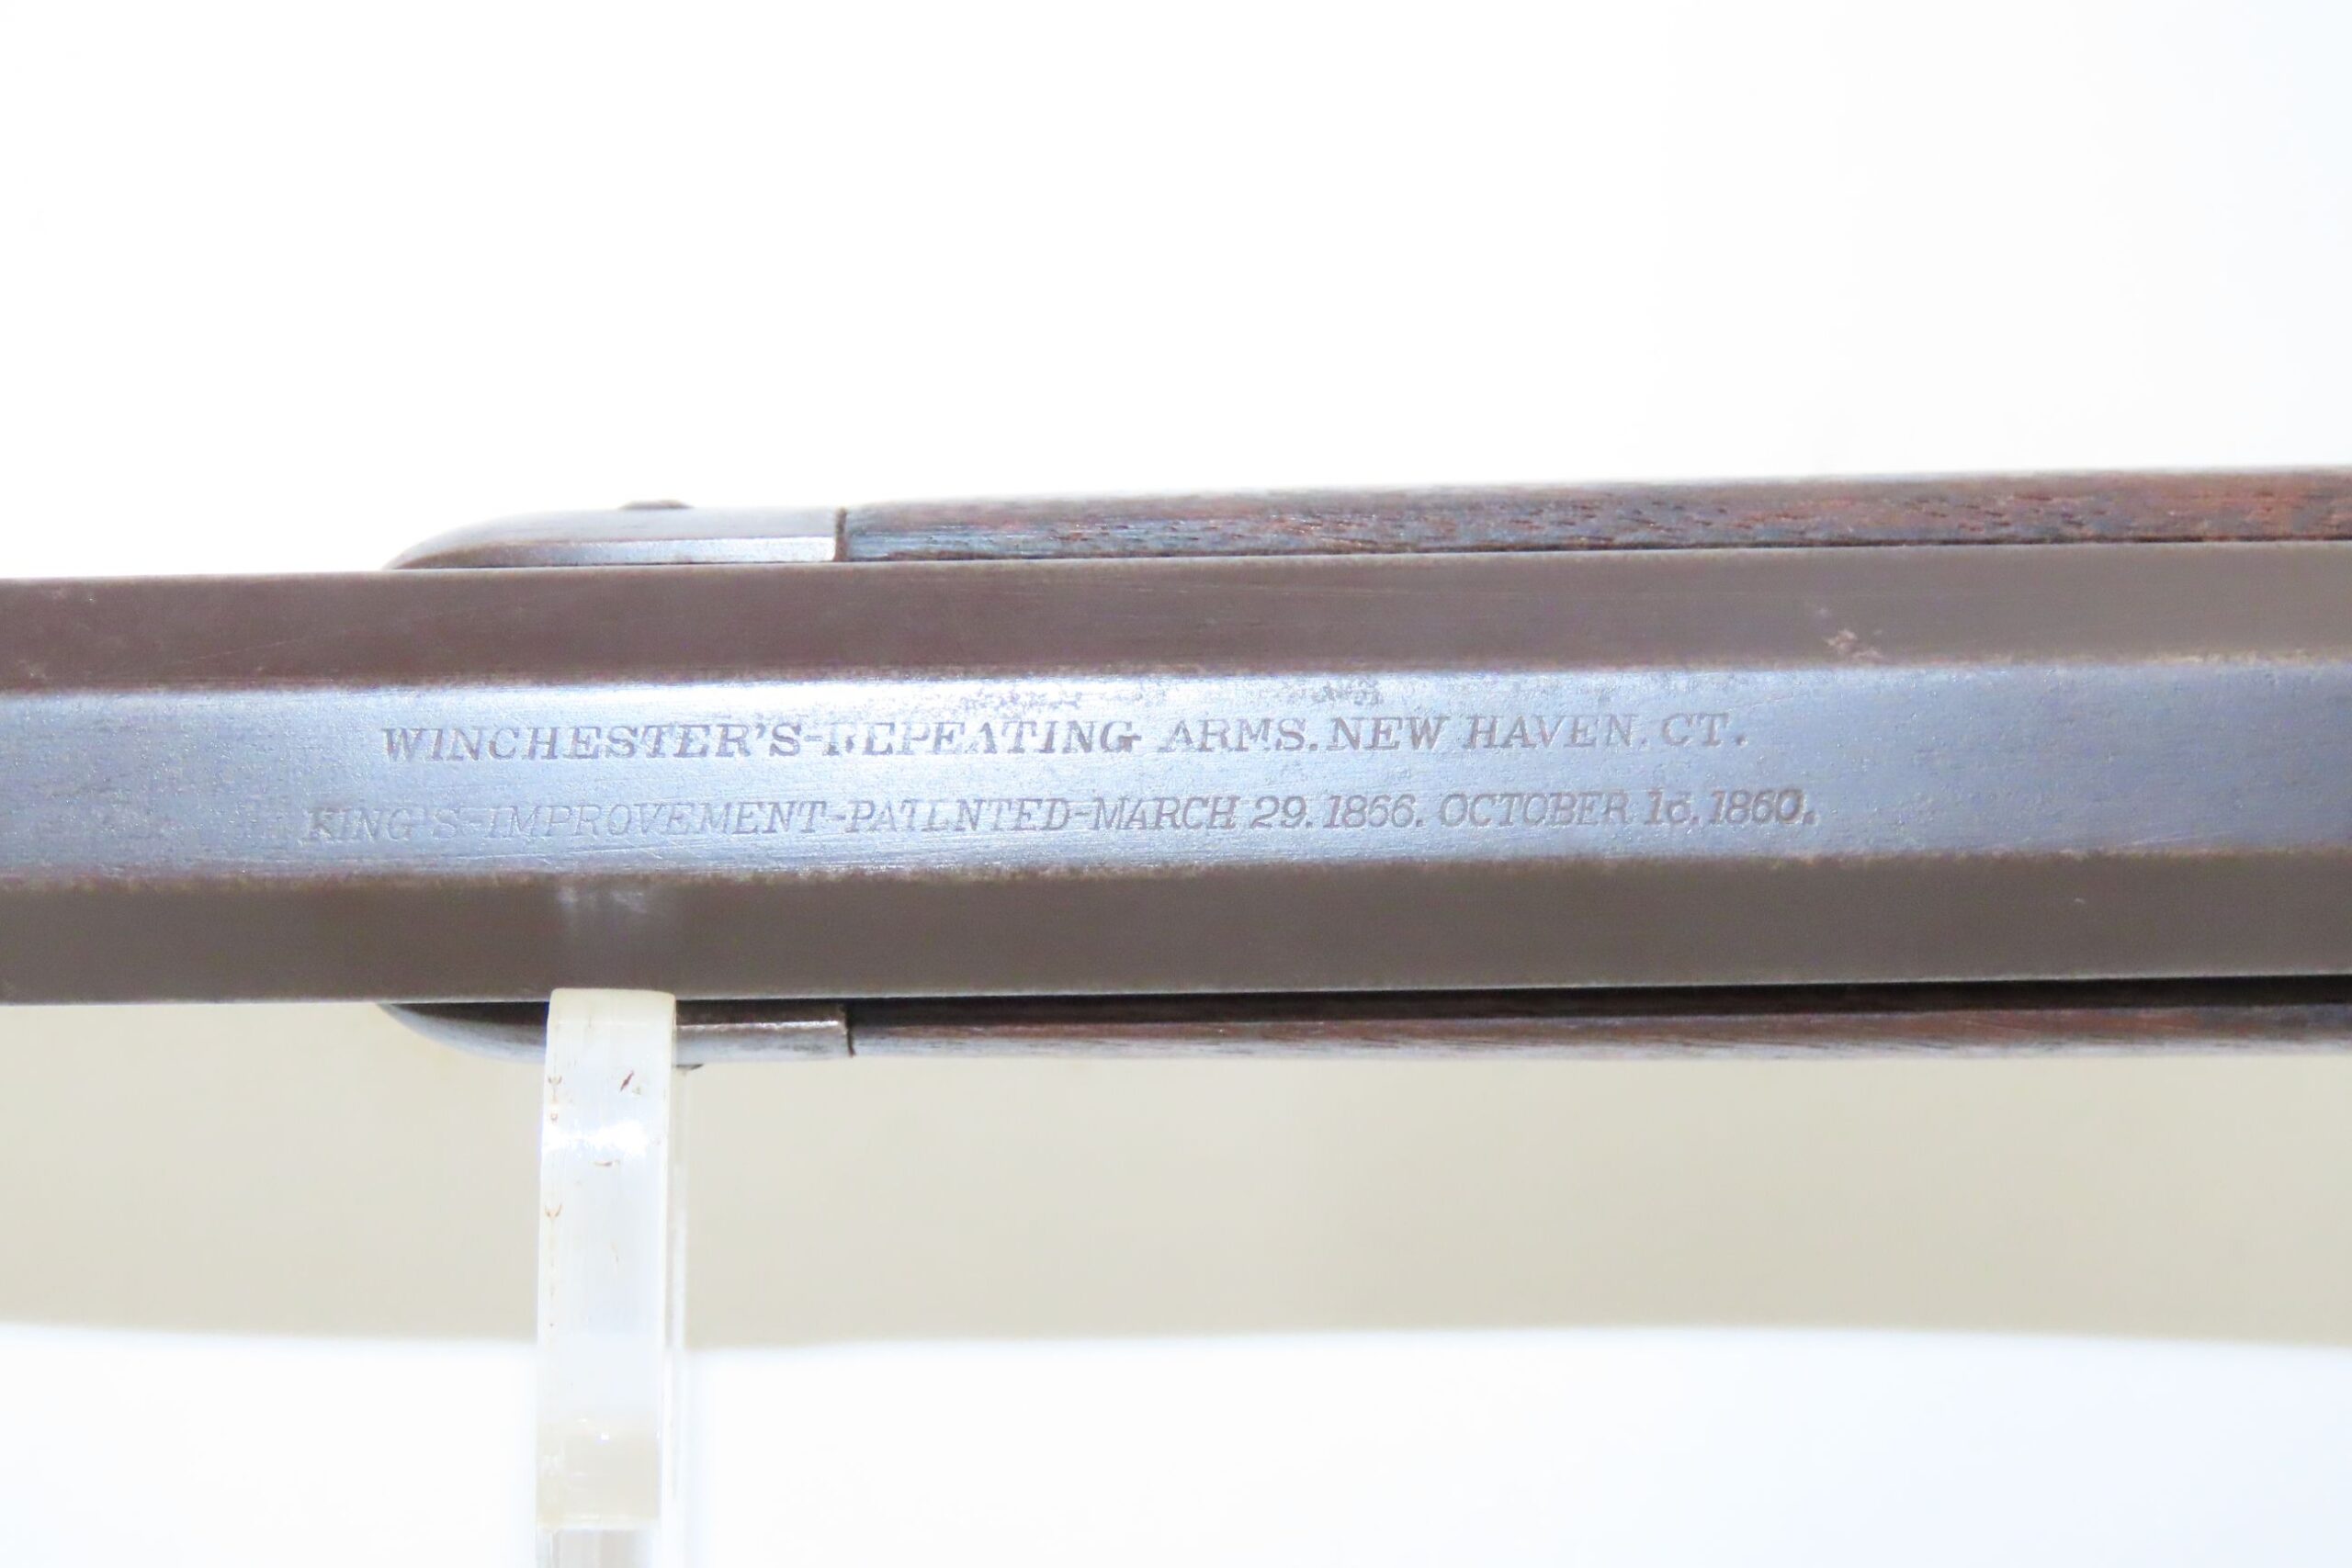 WINCHESTER'S-REPEATING ARMS. NEW HAVEN. CT.
KING'S-IMPROVEMENT-PATENTED-MARCH 29. 1866. OCTOBER 16. 1860.